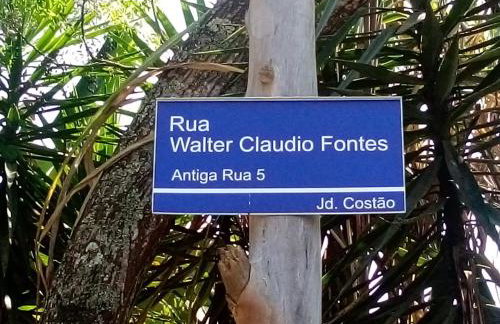 Rua
Walter Claudio Fontes
Antiga Rua 5
Jd. Costão